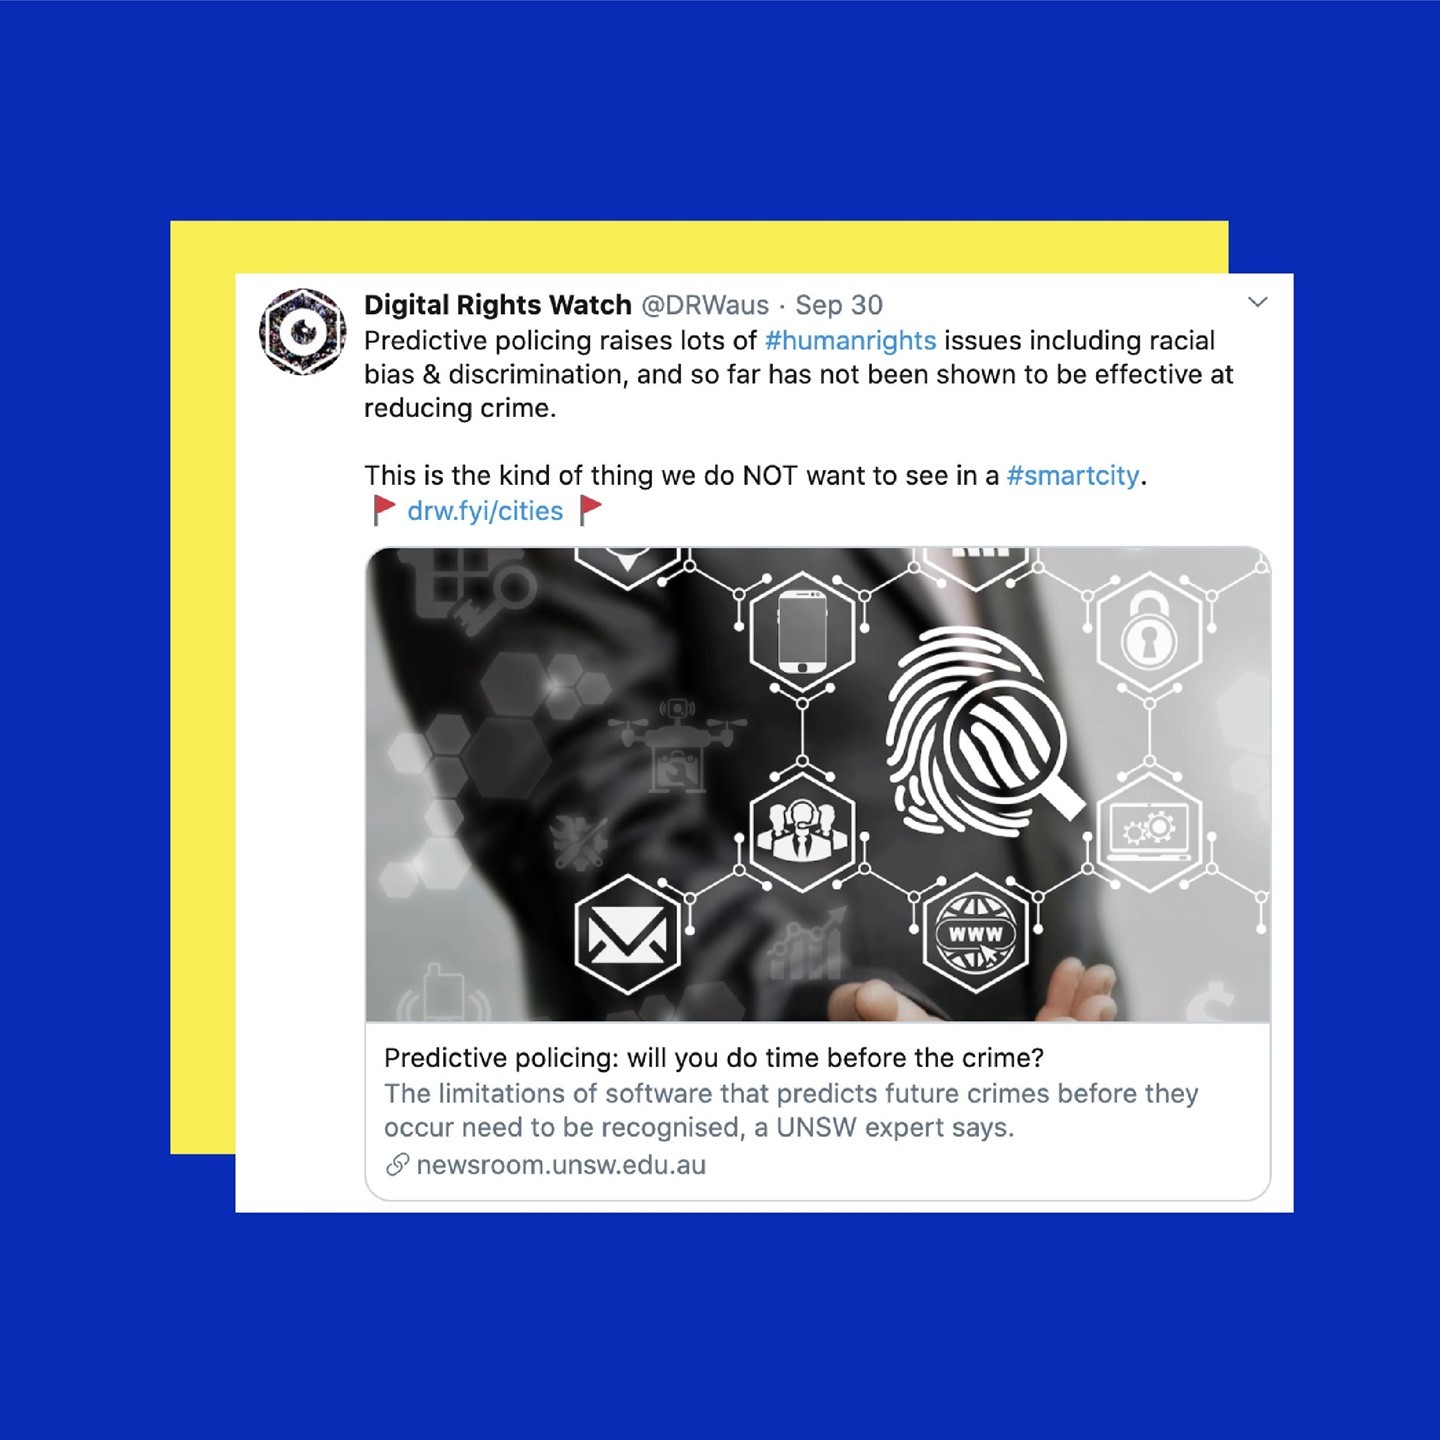 Digital Rights Watch @DRWaus · Sep 30
Predictive policing raises lots of #humanrights issues including racial
bias & discrimination, and so far has not been shown to be effective at
reducing crime.
This is the kind of thing we do NOT want to see in a #smartcity.
🚩 drw.fyi/cities 🚩
WWW
Predictive policing: will you do time before the crime?
The limitations of software that predicts future crimes before they
occur need to be recognised, a UNSW expert says.
newsroom.unsw.edu.au